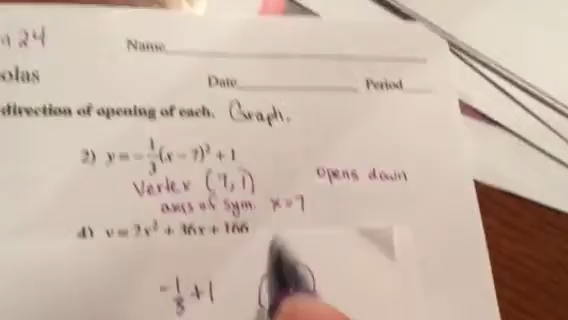 24
Name
olas
Date Period
direction of opening of each. Graph.
2) y = -1/3(x - 7)² + 1
Vertex (7,1) opens down
axis of sym. x=7
4) y = 2x² + 36x + 166
-1/3 + 1